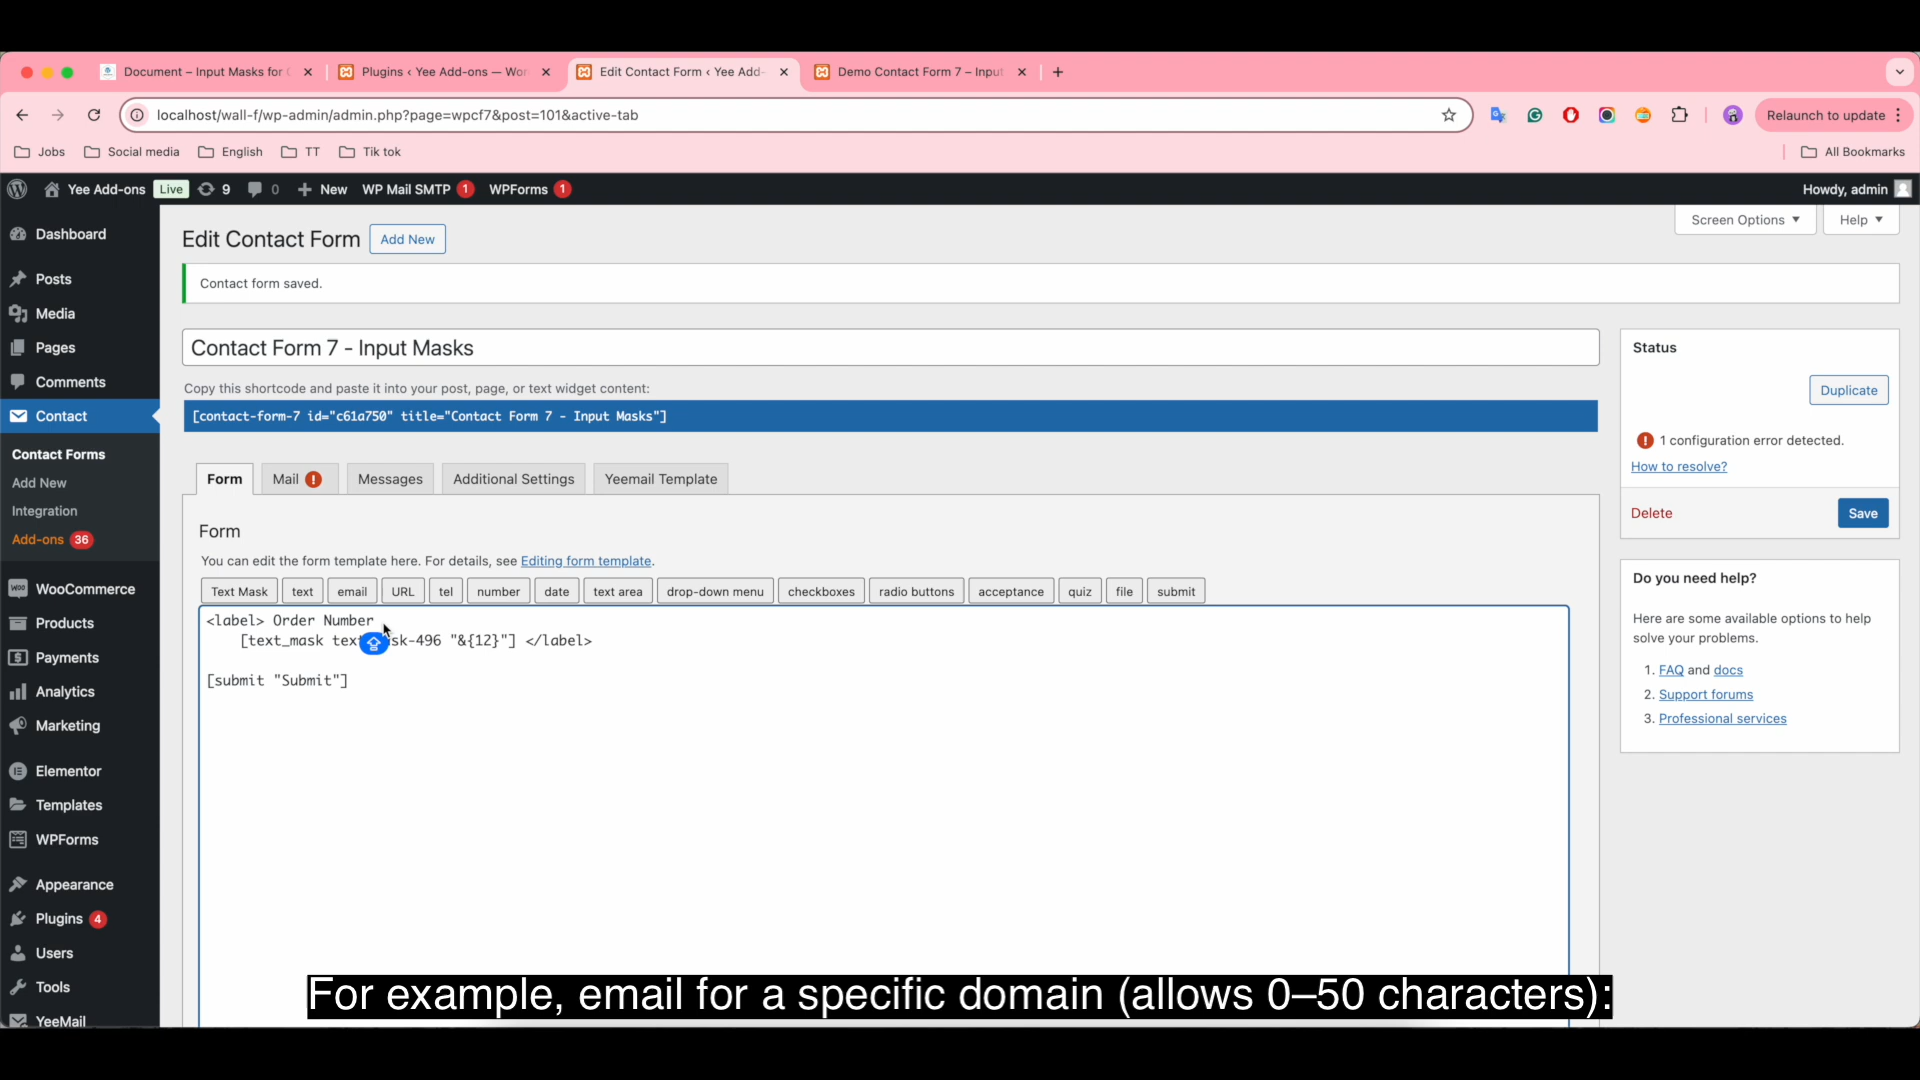 Document – Input Masks for
Plugins ‹ Yee Add-ons — Wor
Edit Contact Form ‹ Yee Add-
Demo Contact Form 7 – Input
localhost/wall-f/wp-admin/admin.php?page=wpcf7&post=101&active-tab
Relaunch to update
Jobs
Social media
English
TT
Tik tok
All Bookmarks
Yee Add-ons
Live
9
0
New
WP Mail SMTP 1
WPForms 1
Howdy, admin
Dashboard
Posts
Media
Pages
Comments
Contact
Contact Forms
Add New
Integration
Add-ons 36
WooCommerce
Products
Payments
Analytics
Marketing
Elementor
Templates
WPForms
Appearance
Plugins 4
Users
Tools
YeeMail
Screen Options
Help
Edit Contact Form
Add New
Contact form saved.
Contact Form 7 - Input Masks
Copy this shortcode and paste it into your post, page, or text widget content:
[contact-form-7 id="c61a750" title="Contact Form 7 - Input Masks"]
Form
Mail
Messages
Additional Settings
Yeemail Template
Form
You can edit the form template here. For details, see Editing form template.
Text Mask
text
email
URL
tel
number
date
text area
drop-down menu
checkboxes
radio buttons
acceptance
quiz
file
submit
<label> Order Number
[text_mask sk-496 "&{12}"] </label>
[submit "Submit"]
Status
Duplicate
1 configuration error detected.
How to resolve?
Delete
Save
Do you need help?
Here are some available options to help
solve your problems.
1. FAQ and docs
2. Support forums
3. Professional services
For example, email for a specific domain (allows 0–50 characters):